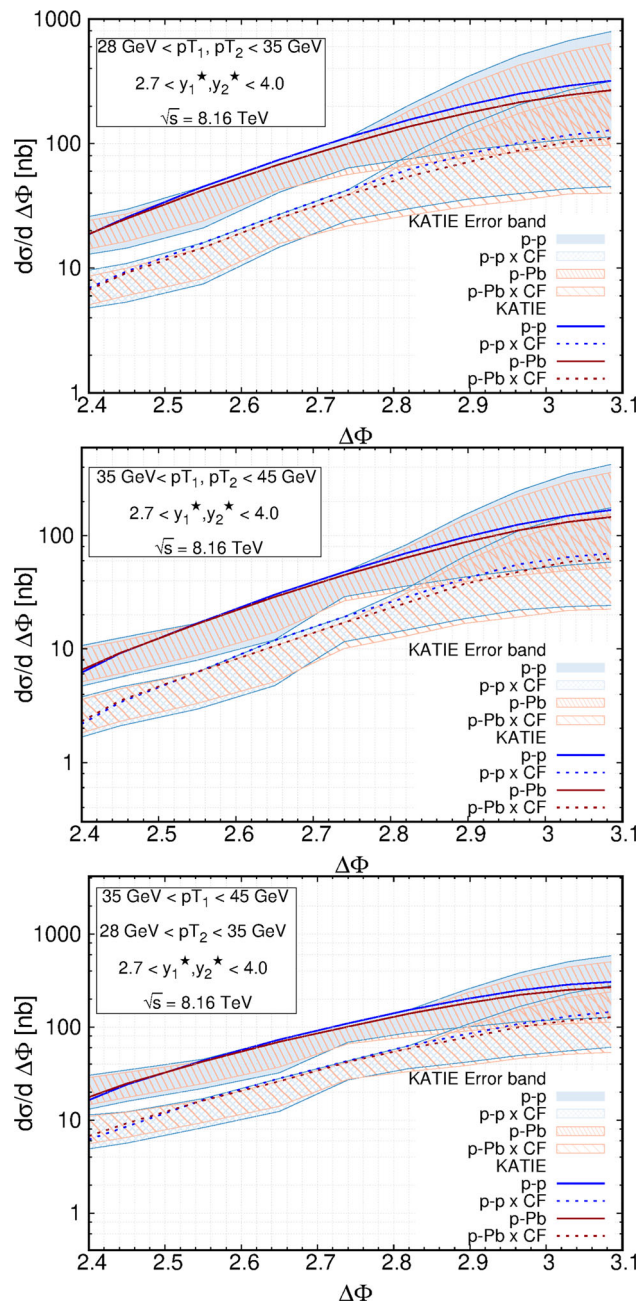 1000
100
10
1
dσ/d ΔΦ [nb]
28 GeV < pT₁, pT₂ < 35 GeV
2.7 < y₁★,y₂★ < 4.0
√s = 8.16 TeV
KATIE Error band
p-p
p-p x CF
p-Pb
p-Pb x CF
KATIE
p-p
p-p x CF
p-Pb
p-Pb x CF
2.4 2.5 2.6 2.7 2.8 2.9 3 3.1
ΔΦ
100
10
1
dσ/d ΔΦ [nb]
35 GeV< pT₁, pT₂ < 45 GeV
2.7 < y₁★,y₂★ < 4.0
√s = 8.16 TeV
KATIE Error band
p-p
p-p x CF
p-Pb
p-Pb x CF
KATIE
p-p
p-p x CF
p-Pb
p-Pb x CF
2.4 2.5 2.6 2.7 2.8 2.9 3 3.1
ΔΦ
1000
100
10
1
dσ/d ΔΦ [nb]
35 GeV < pT₁ < 45 GeV
28 GeV < pT₂ < 35 GeV
2.7 < y₁★,y₂★ < 4.0
√s = 8.16 TeV
KATIE Error band
p-p
p-p x CF
p-Pb
p-Pb x CF
KATIE
p-p
p-p x CF
p-Pb
p-Pb x CF
2.4 2.5 2.6 2.7 2.8 2.9 3 3.1
ΔΦ